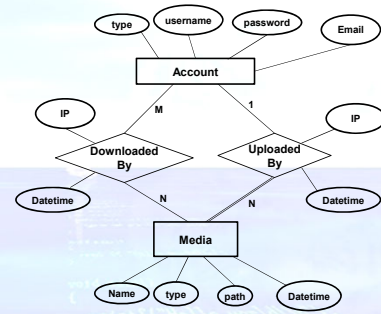 type
username
password
Email
Account
M
1
IP
IP
Downloaded
By
Uploaded
By
Datetime
Datetime
N
N
Media
Name
type
path
Datetime